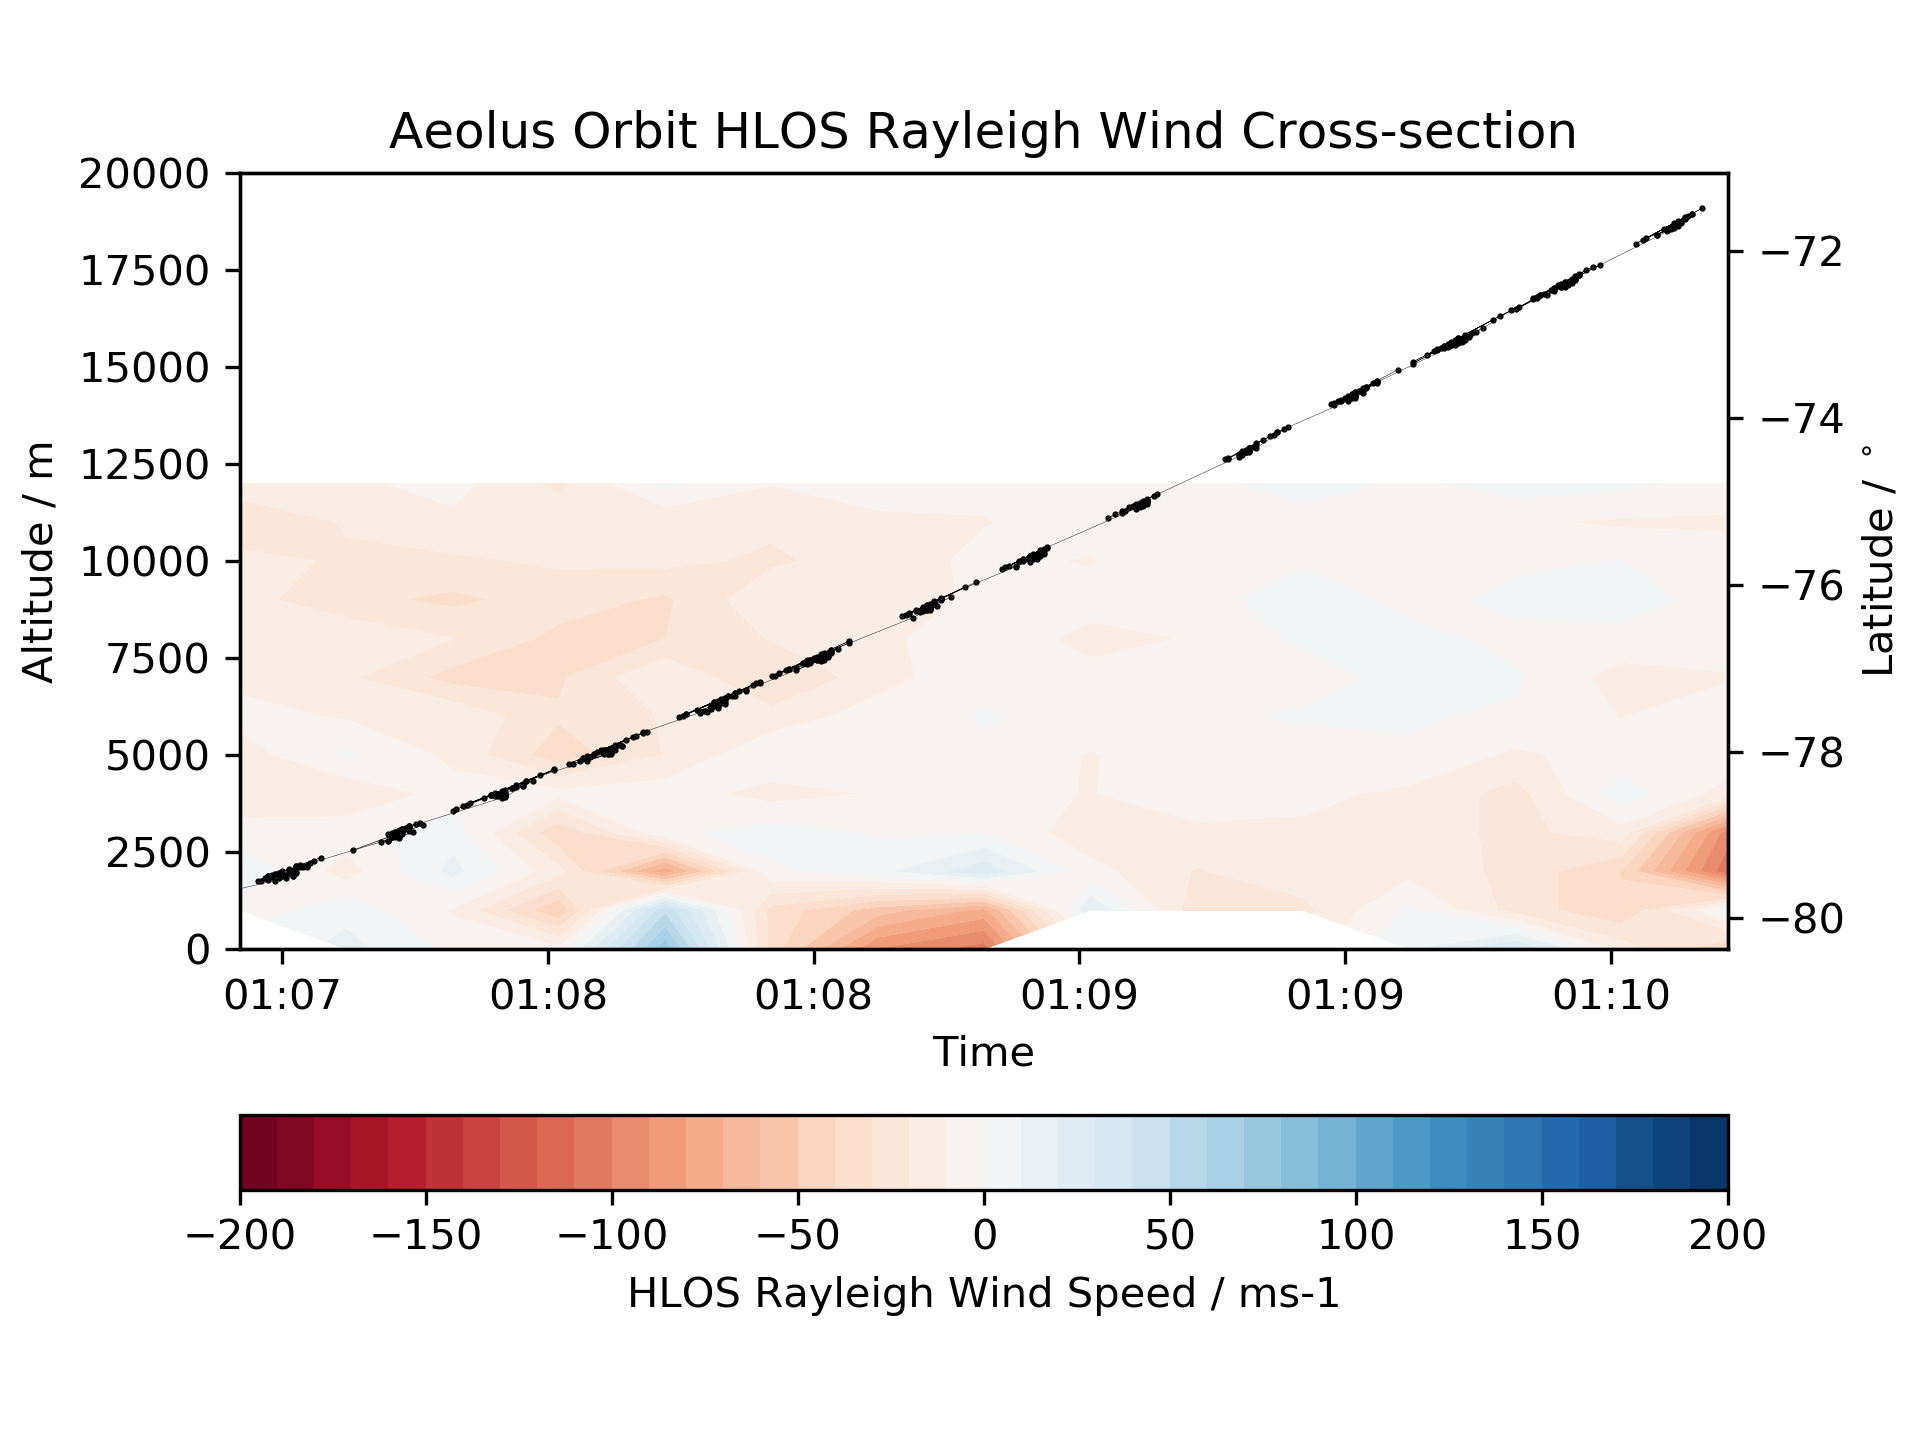 Aeolus Orbit HLOS Rayleigh Wind Cross-section
20000
17500
15000
12500
10000
7500
5000
2500
0
Altitude / m
−72
−74
−76
−78
−80
Latitude / °
01:07 01:08 01:08 01:09 01:09 01:10
Time
−200 −150 −100 −50 0 50 100 150 200
HLOS Rayleigh Wind Speed / ms-1